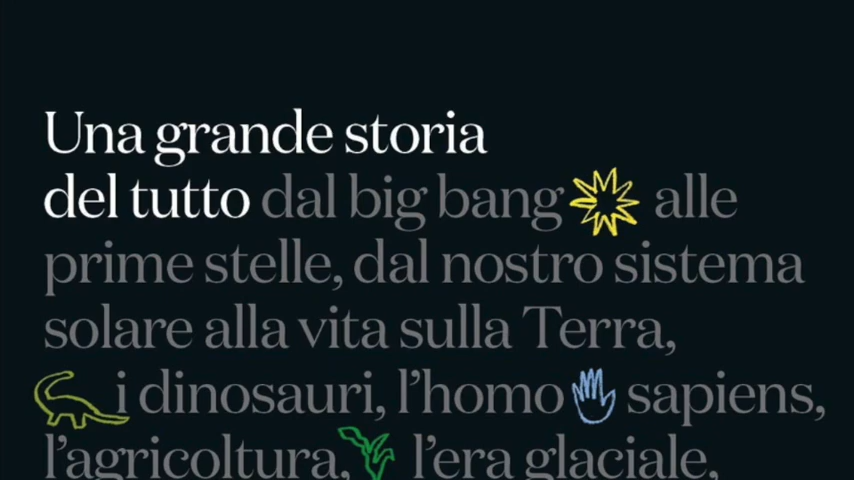 Una grande storia
del tutto dal big bang alle
prime stelle, dal nostro sistema
solare alla vita sulla Terra,
i dinosauri, l’homo sapiens,
l’agricoltura, l’era glaciale,